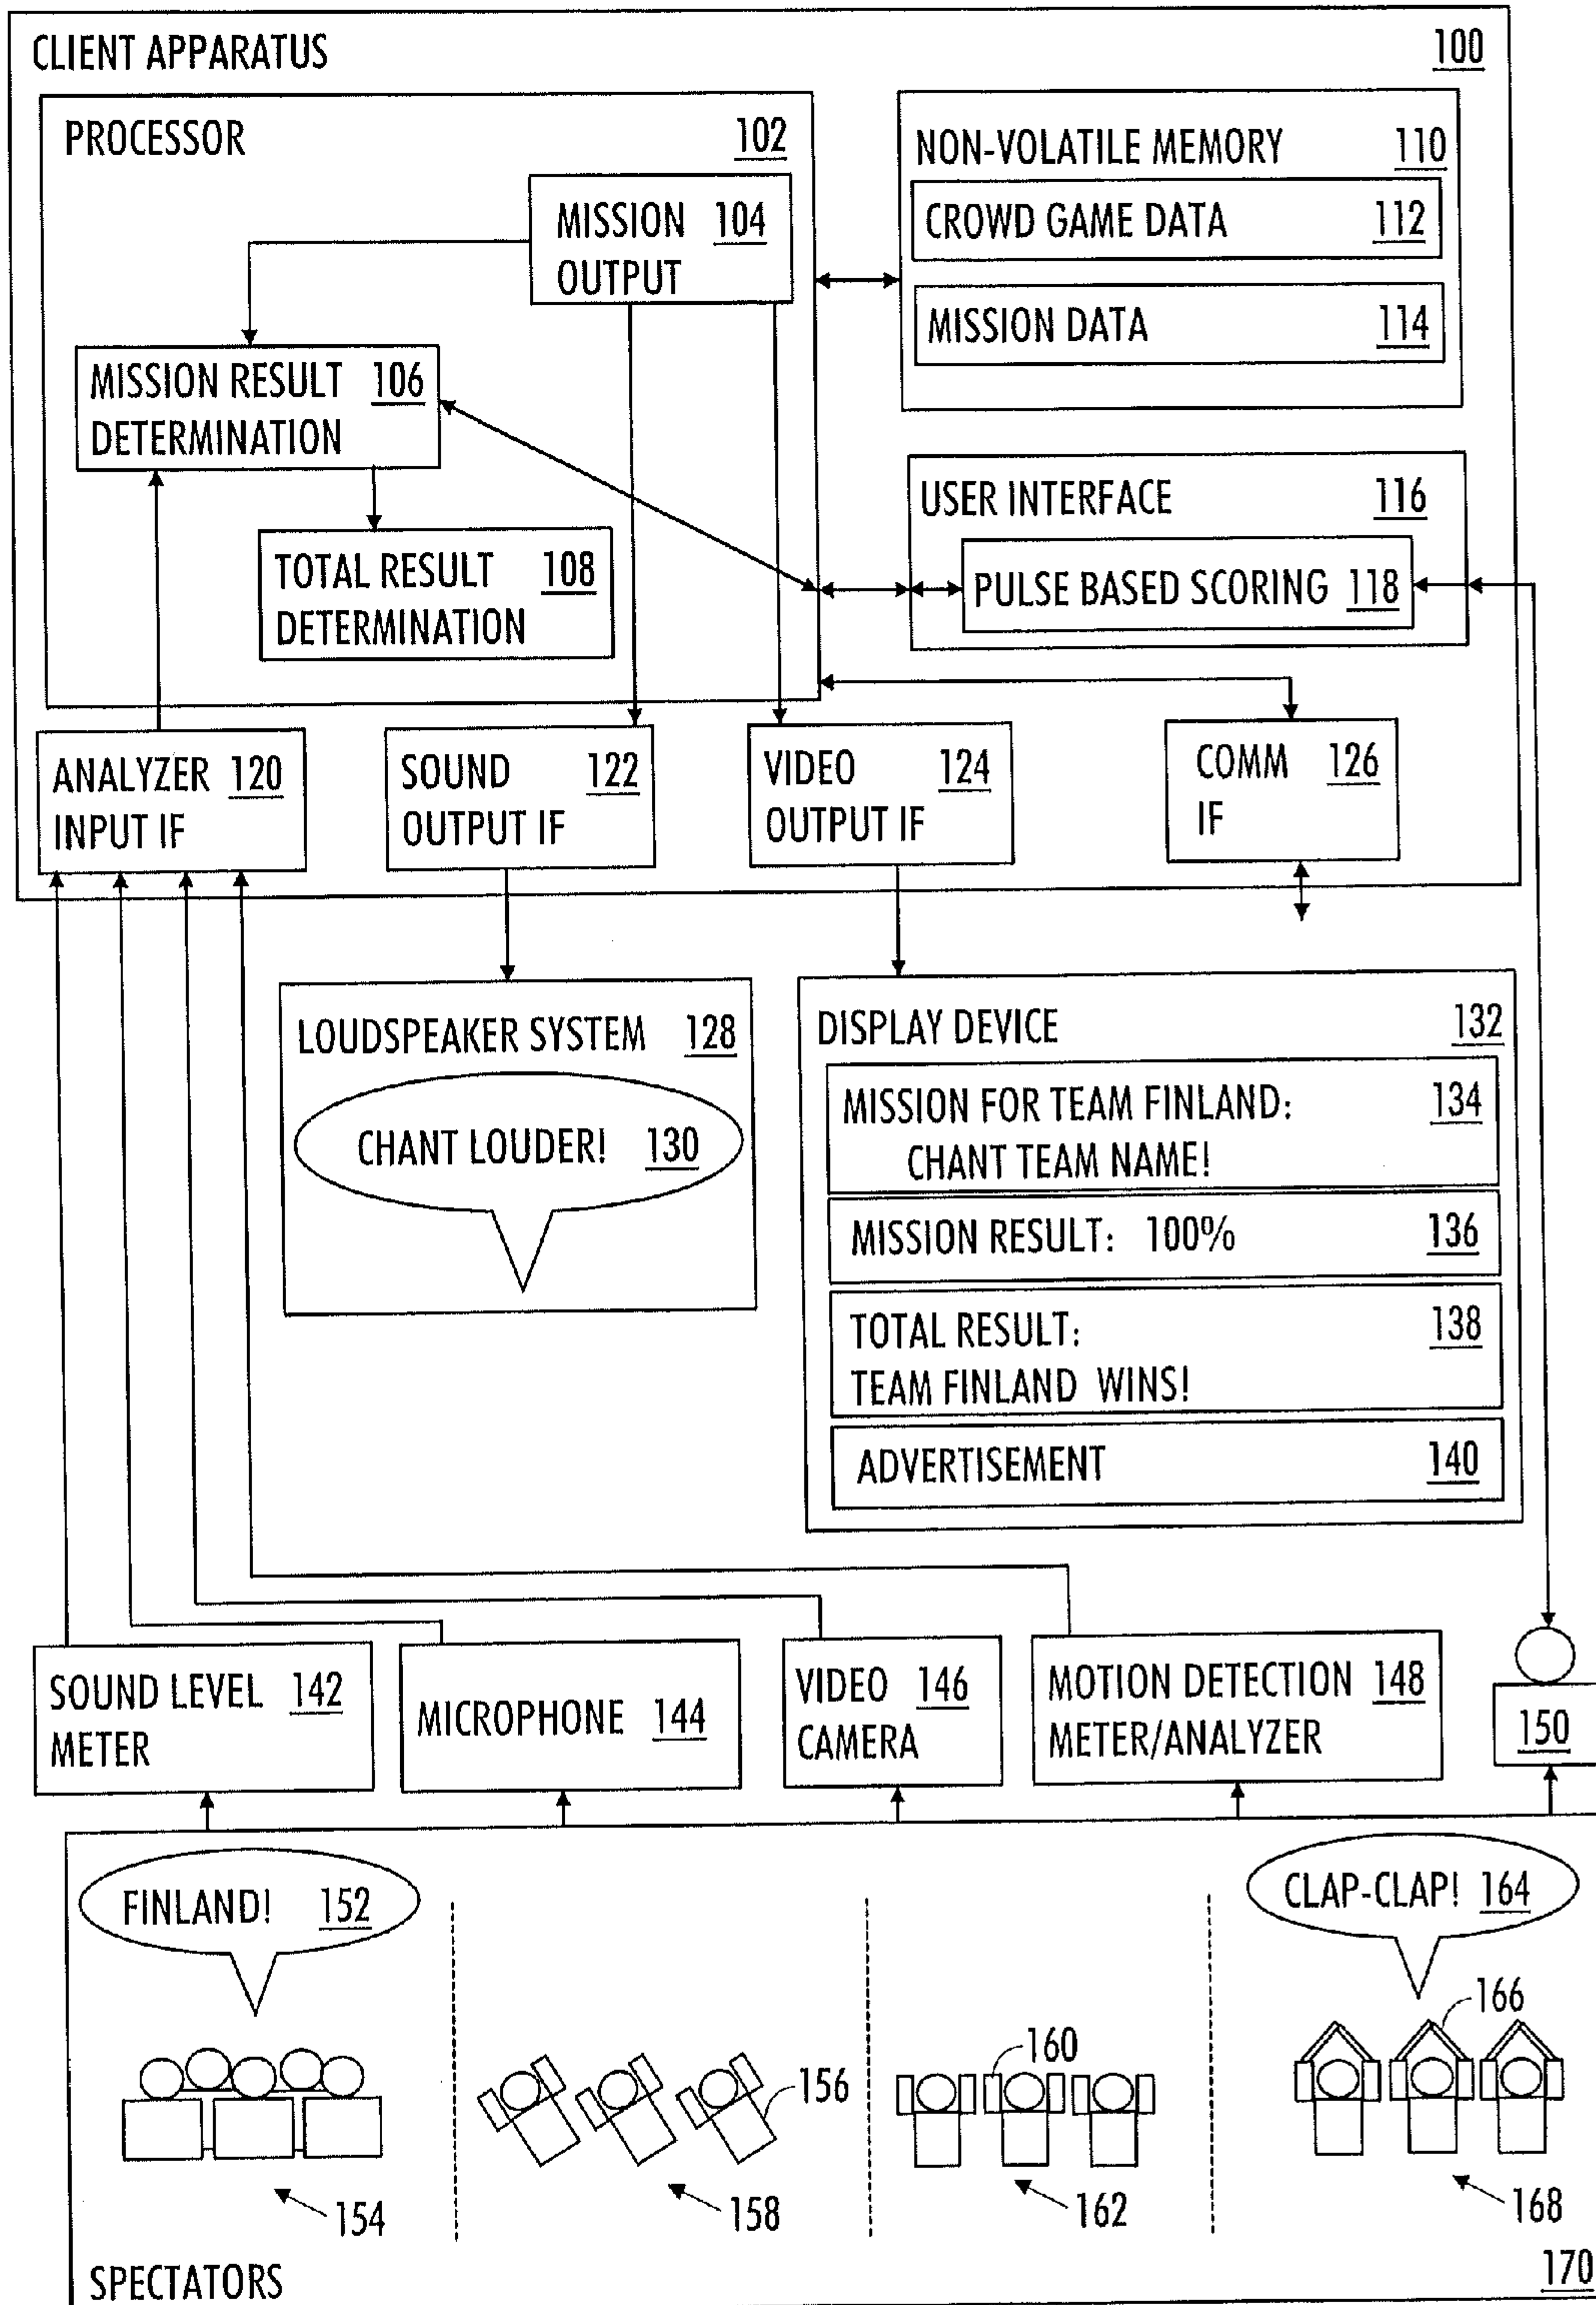 CLIENT APPARATUS 100
PROCESSOR 102
MISSION 104
OUTPUT
MISSION RESULT 106
DETERMINATION
TOTAL RESULT 108
DETERMINATION
NON-VOLATILE MEMORY 110
CROWD GAME DATA 112
MISSION DATA 114
USER INTERFACE 116
PULSE BASED SCORING 118
ANALYZER 120
INPUT IF
SOUND 122
OUTPUT IF
VIDEO 124
OUTPUT IF
COMM 126
IF
LOUDSPEAKER SYSTEM 128
CHANT LOUDER! 130
DISPLAY DEVICE 132
MISSION FOR TEAM FINLAND: 134
CHANT TEAM NAME!
MISSION RESULT: 100% 136
TOTAL RESULT: 138
TEAM FINLAND WINS!
ADVERTISEMENT 140
SOUND LEVEL 142
METER
MICROPHONE 144
VIDEO 146
CAMERA
MOTION DETECTION 148
METER/ANALYZER
150
FINLAND! 152
CLAP-CLAP! 164
166
160
156
154
158
162
168
SPECTATORS 170